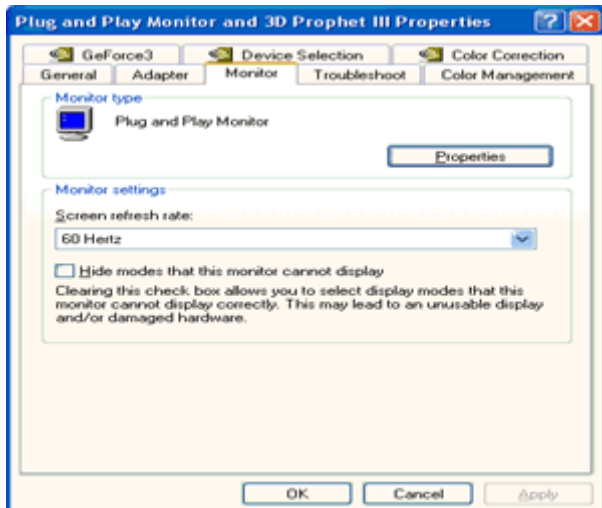 Plug and Play Monitor and 3D Prophet III Properties
GeForce3 Device Selection Color Correction
General Adapter Monitor Troubleshoot Color Management
Monitor type
Plug and Play Monitor
Properties
Monitor settings
Screen refresh rate:
60 Hertz
Hide modes that this monitor cannot display
Clearing this check box allows you to select display modes that this
monitor cannot display correctly. This may lead to an unusable display
and/or damaged hardware.
OK Cancel Apply